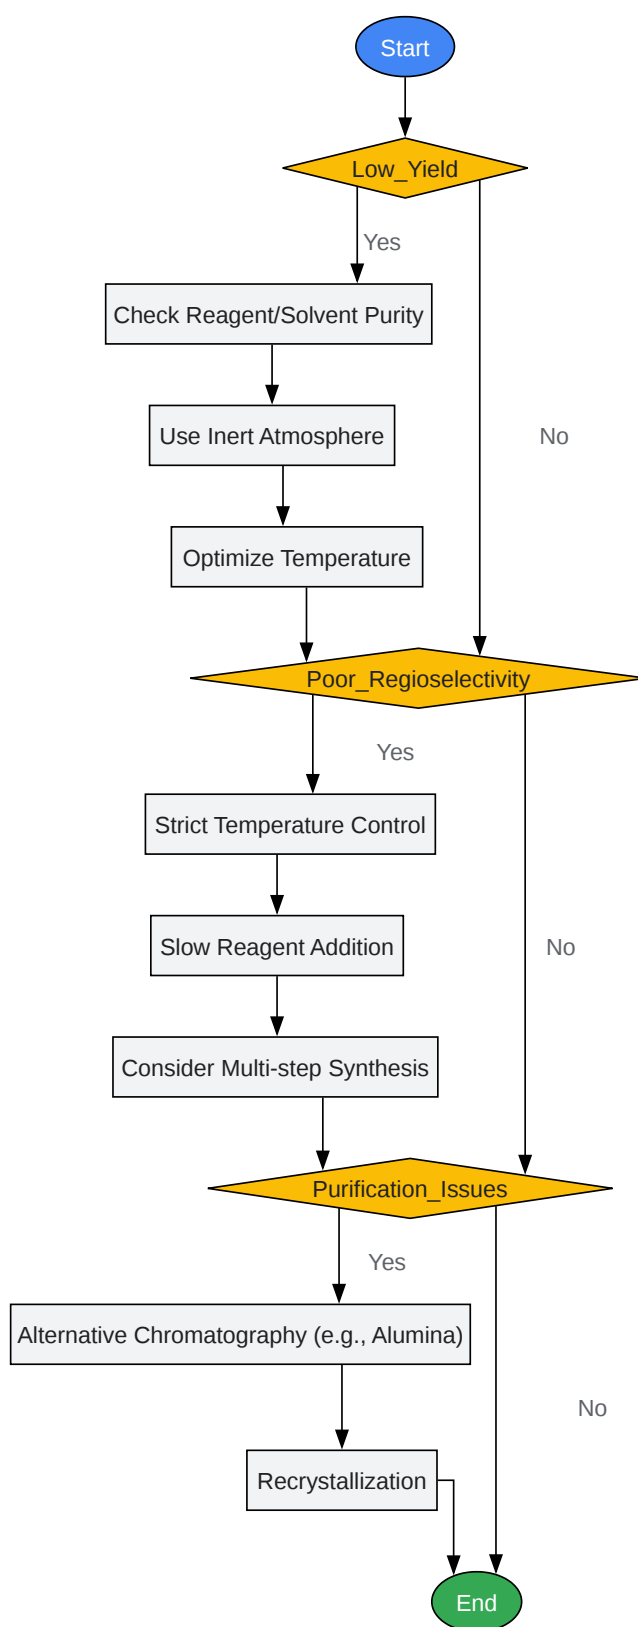 Start
Low_Yield
Yes
Check Reagent/Solvent Purity
Use Inert Atmosphere
No
Optimize Temperature
Poor_Regioselectivity
Yes
Strict Temperature Control
Slow Reagent Addition
No
Consider Multi-step Synthesis
Purification_Issues
Yes
Alternative Chromatography (e.g., Alumina)
No
Recrystallization
End